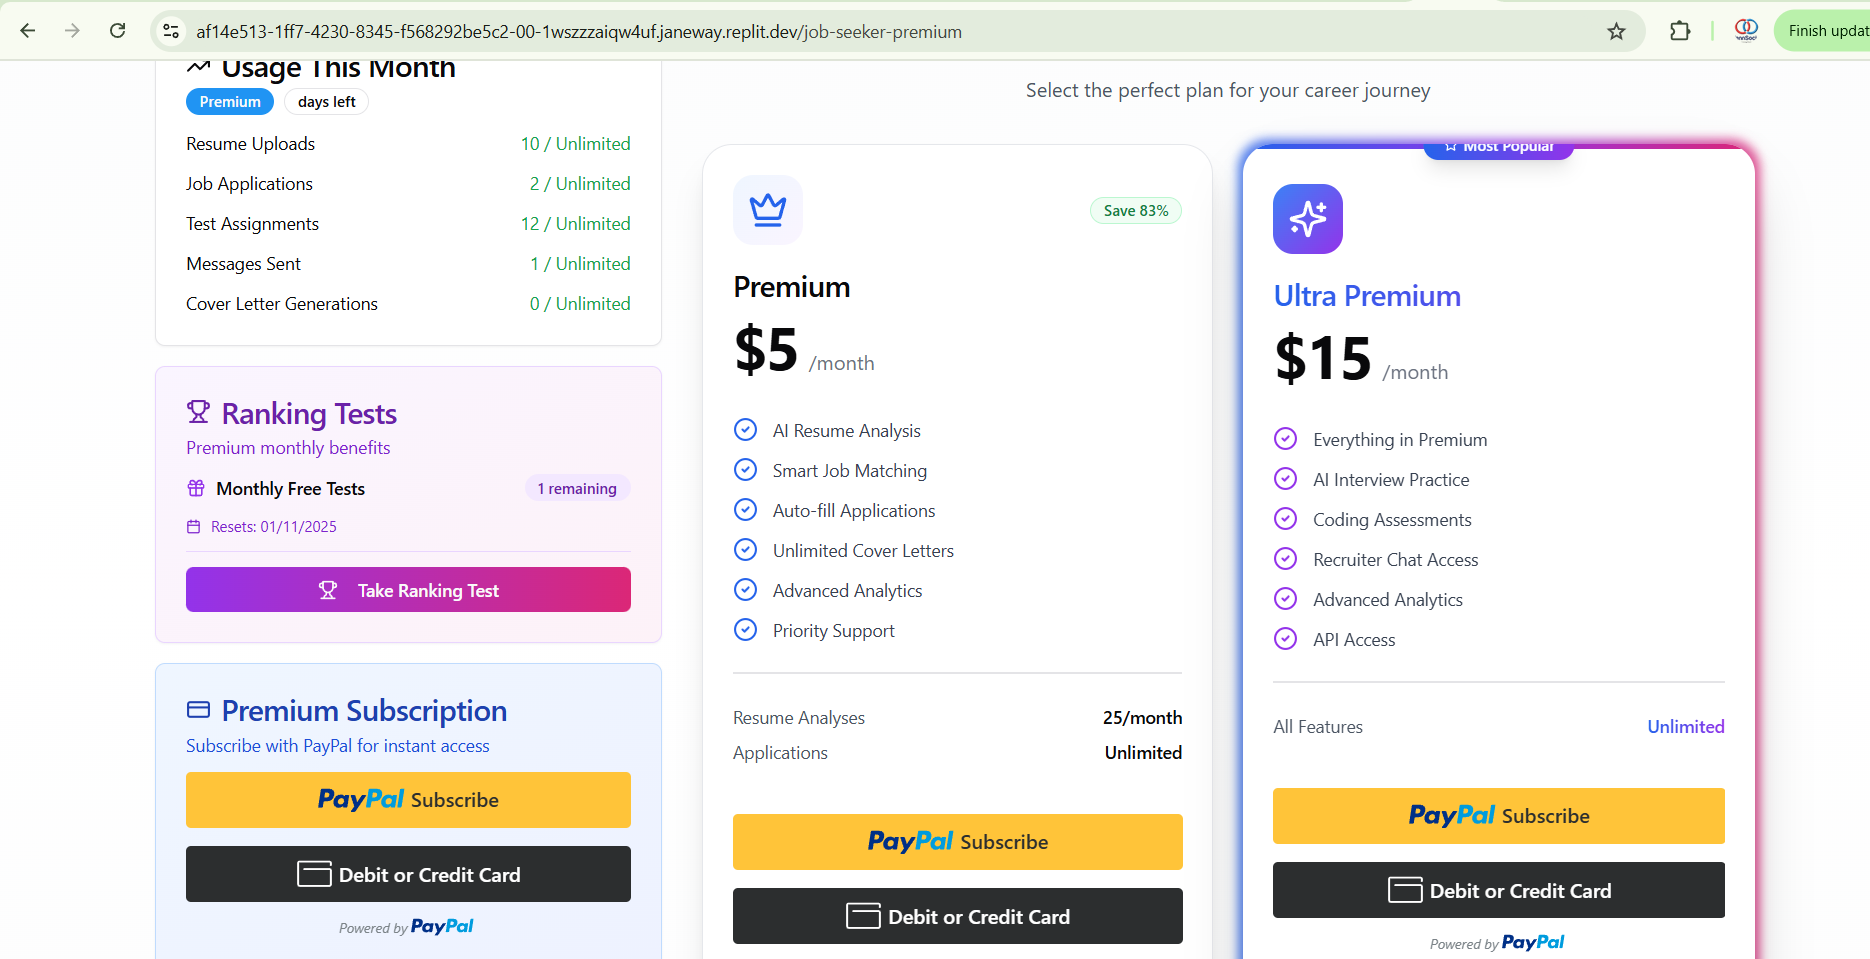 af14e513-1ff7-4230-8345-f568292be5c2-00-1wszzzaiqw4uf.janeway.replit.dev/job-seeker-premium
Finish updat
Usage This Month
Premium
days left
Resume Uploads
10 / Unlimited
Job Applications
2 / Unlimited
Test Assignments
12 / Unlimited
Messages Sent
1 / Unlimited
Cover Letter Generations
0 / Unlimited
Ranking Tests
Premium monthly benefits
Monthly Free Tests
1 remaining
Resets: 01/11/2025
Take Ranking Test
Premium Subscription
Subscribe with PayPal for instant access
PayPal Subscribe
Debit or Credit Card
Powered by PayPal
Select the perfect plan for your career journey
Save 83%
Premium
$5 /month
AI Resume Analysis
Smart Job Matching
Auto-fill Applications
Unlimited Cover Letters
Advanced Analytics
Priority Support
Resume Analyses
25/month
Applications
Unlimited
PayPal Subscribe
Debit or Credit Card
Most Popular
Ultra Premium
$15 /month
Everything in Premium
AI Interview Practice
Coding Assessments
Recruiter Chat Access
Advanced Analytics
API Access
All Features
Unlimited
PayPal Subscribe
Debit or Credit Card
Powered by PayPal